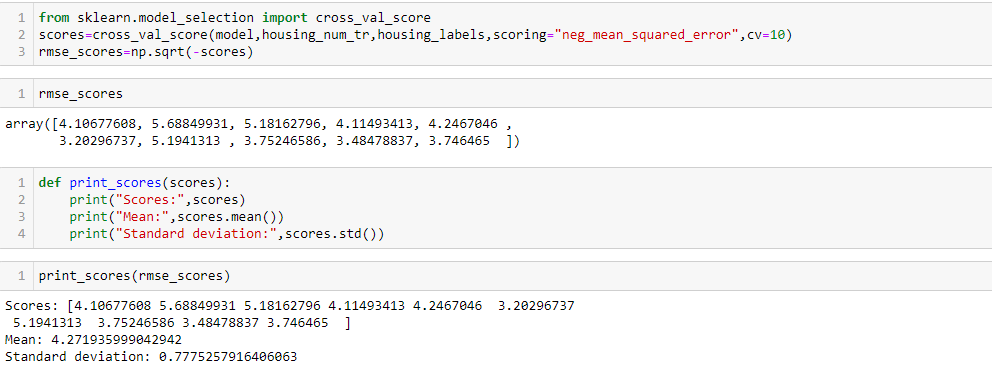 1 from sklearn.model_selection import cross_val_score
2 scores=cross_val_score(model,housing_num_tr,housing_labels,scoring="neg_mean_squared_error",cv=10)
3 rmse_scores=np.sqrt(-scores)
1 rmse_scores
array([4.10677608, 5.68849931, 5.18162796, 4.11493413, 4.2467046 ,
       3.20296737, 5.1941313 , 3.75246586, 3.48478837, 3.746465  ])
1 def print_scores(scores):
2     print("Scores:",scores)
3     print("Mean:",scores.mean())
4     print("Standard deviation:",scores.std())
1 print_scores(rmse_scores)
Scores: [4.10677608 5.68849931 5.18162796 4.11493413 4.2467046  3.20296737
 5.1941313  3.75246586 3.48478837 3.746465  ]
Mean: 4.271935999042942
Standard deviation: 0.7775257916406063